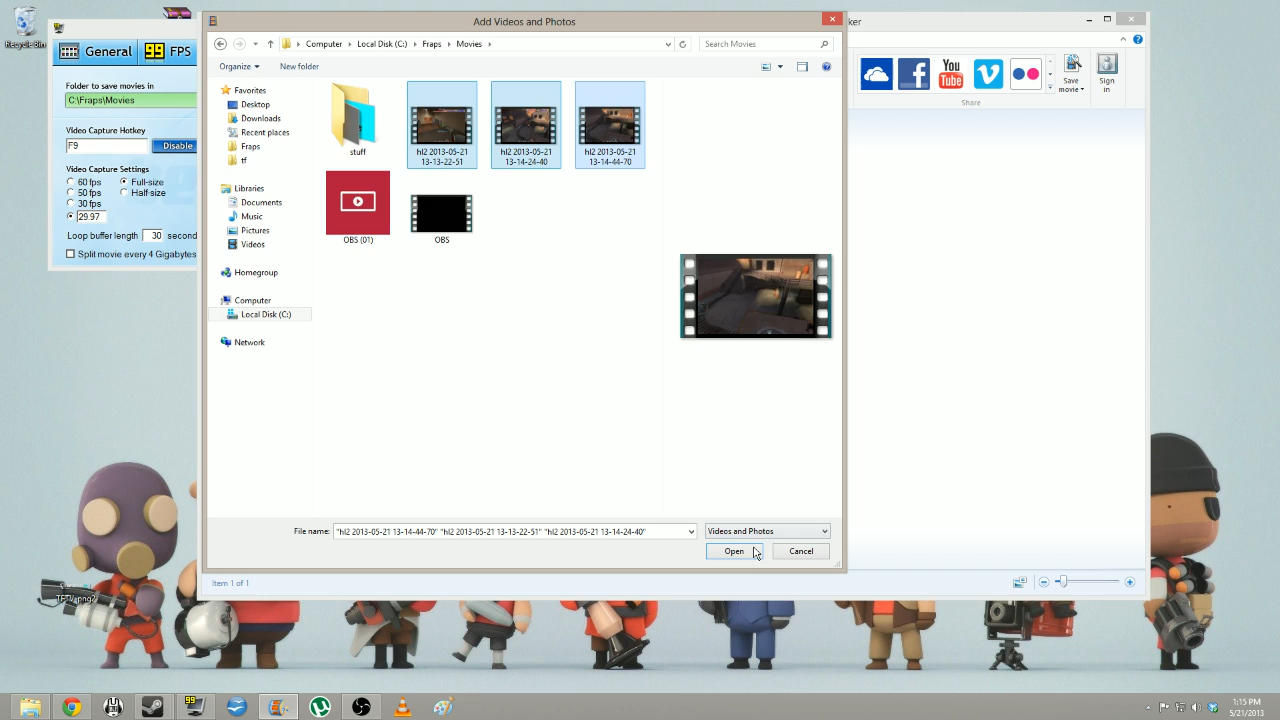 Recycle Bin
General
99 FPS
Folder to save movies in
C:\Fraps\Movies
Video Capture Hotkey
F9
Disable
Video Capture Settings
60 fps
Full-size
50 fps
Half-size
30 fps
29.97
Loop buffer length 30 second
Split movie every 4 Gigabytes
Add Videos and Photos
ker
Computer Local Disk (C:) Fraps Movies
Search Movies
Organize New folder
Favorites
Desktop
Downloads
Recent places
Fraps
tf
Libraries
Documents
Music
Pictures
Videos
Homegroup
Computer
Local Disk (C:)
Network
stuff
hl2 2013-05-21
13-13-22-51
hl2 2013-05-21
13-14-24-40
hl2 2013-05-21
13-14-44-70
OBS (01)
OBS
File name: "hl2 2013-05-21 13-14-44-70" "hl2 2013-05-21 13-13-22-51" "hl2 2013-05-21 13-14-24-40"
Videos and Photos
Open
Cancel
You
Tube
Save
movie
Sign
in
Share
Item 1 of 1
99
1:15 PM
5/21/2013